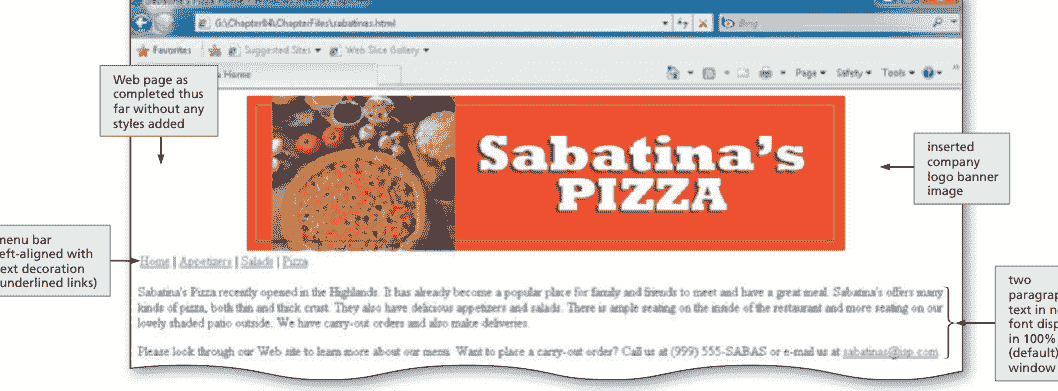 G:\Chapter04\ChapterFiles\sabatinas.html
Bing
Favorites
Suggested Sites
Web Slice Gallery
Home
Page
Safety
Tools
Web page as
completed thus
far without any
styles added
Sabatina's
PIZZA
inserted
company
logo banner
image
menu bar
left-aligned with
text decoration
(underlined links)
Home | Appetizers | Salads | Pizza
Sabatina's Pizza recently opened in the Highlands. It has already become a popular place for family and friends to meet and have a great meal. Sabatina's offers many
kinds of pizza, both thin and thick crust. They also have delicious appetizers and salads. There is ample seating on the inside of the restaurant and more seating on our
lovely shaded patio outside. We have carry-out orders and also make deliveries.
Please look through our Web site to learn more about our menu. Want to place a carry-out order? Call us at (999) 555-SABAS or e-mail us at sabatinas@isp.com.
two
text in
font
in 100%
(default)
window